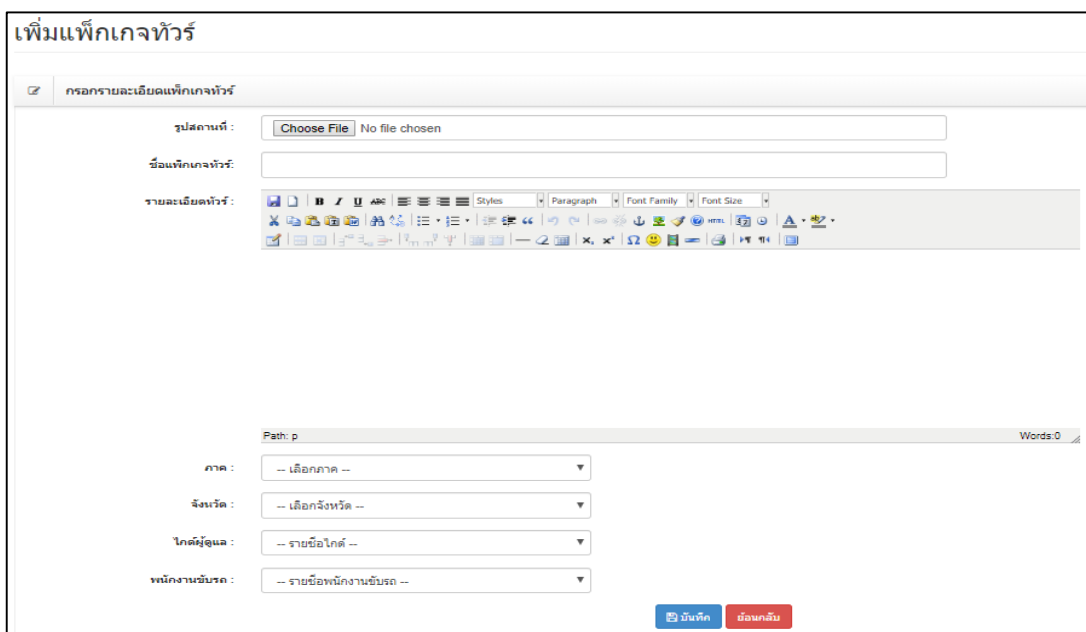 เพิ่มแพ็กเกจทัวร์
กรอกรายละเอียดแพ็กเกจทัวร์
รูปสถานที่ : Choose File No file chosen
ชื่อแพ็กเกจทัวร์:
รายละเอียดทัวร์ : B I U ABC Styles Paragraph Font Family Font Size
HTML A ab
x, x² Ω
Path: p Words:0
ภาค : -- เลือกภาค --
จังหวัด : -- เลือกจังหวัด --
ไกด์ผู้ดูแล : -- รายชื่อไกด์ --
พนักงานขับรถ : -- รายชื่อพนักงานขับรถ --
บันทึก ย้อนกลับ